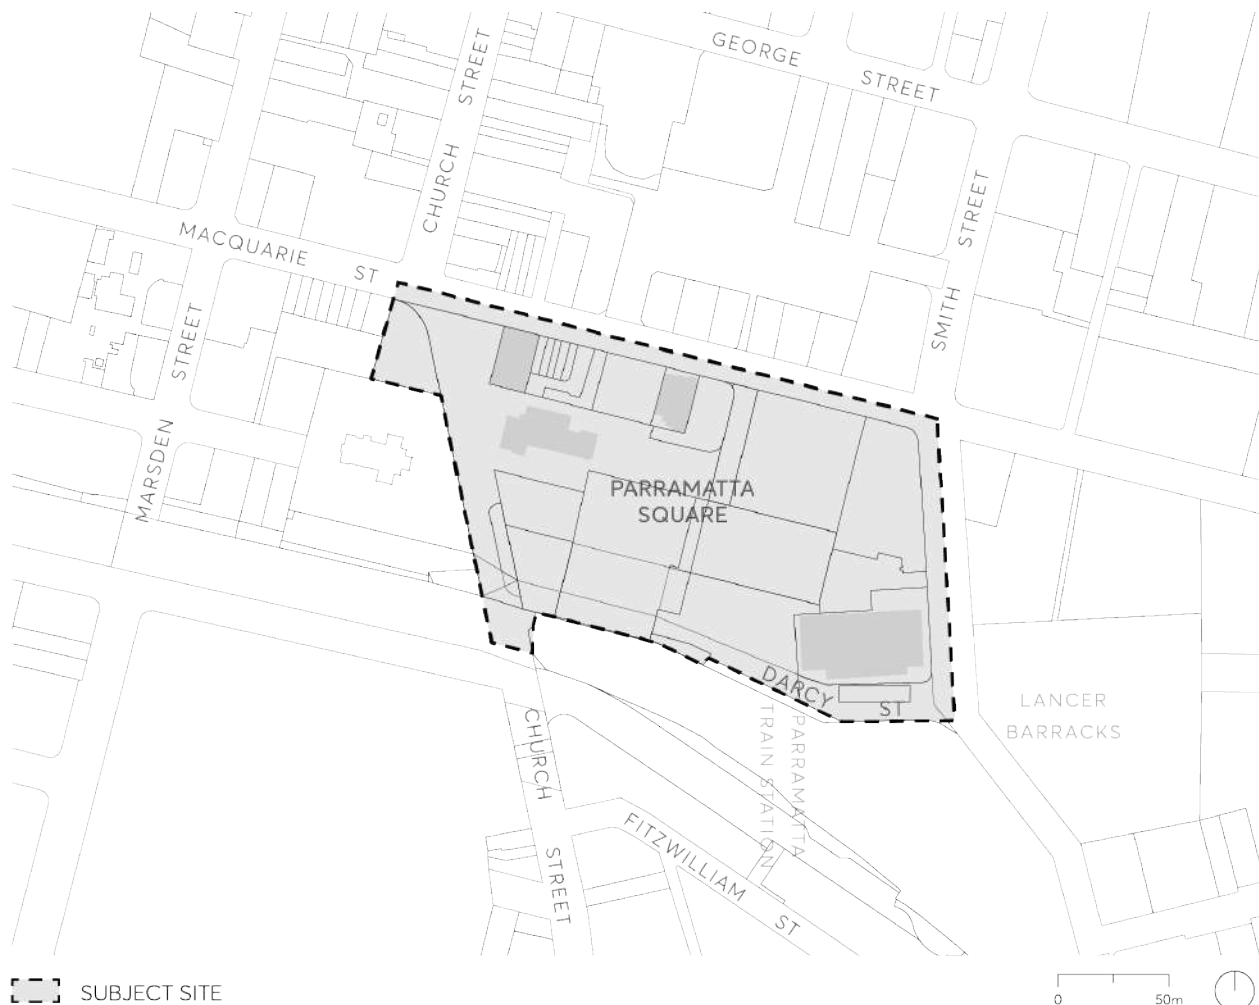 GEORGE STREET
CHURCH STREET
SMITH STREET
MACQUARIE ST
MARSDEN STREET
PARRAMATTA
SQUARE
DARCY ST
LANCER
BARRACKS
PARRAMATTA
TRAIN STATION
CHURCH STREET
FITZWILLIAM ST
SUBJECT SITE
0 50m